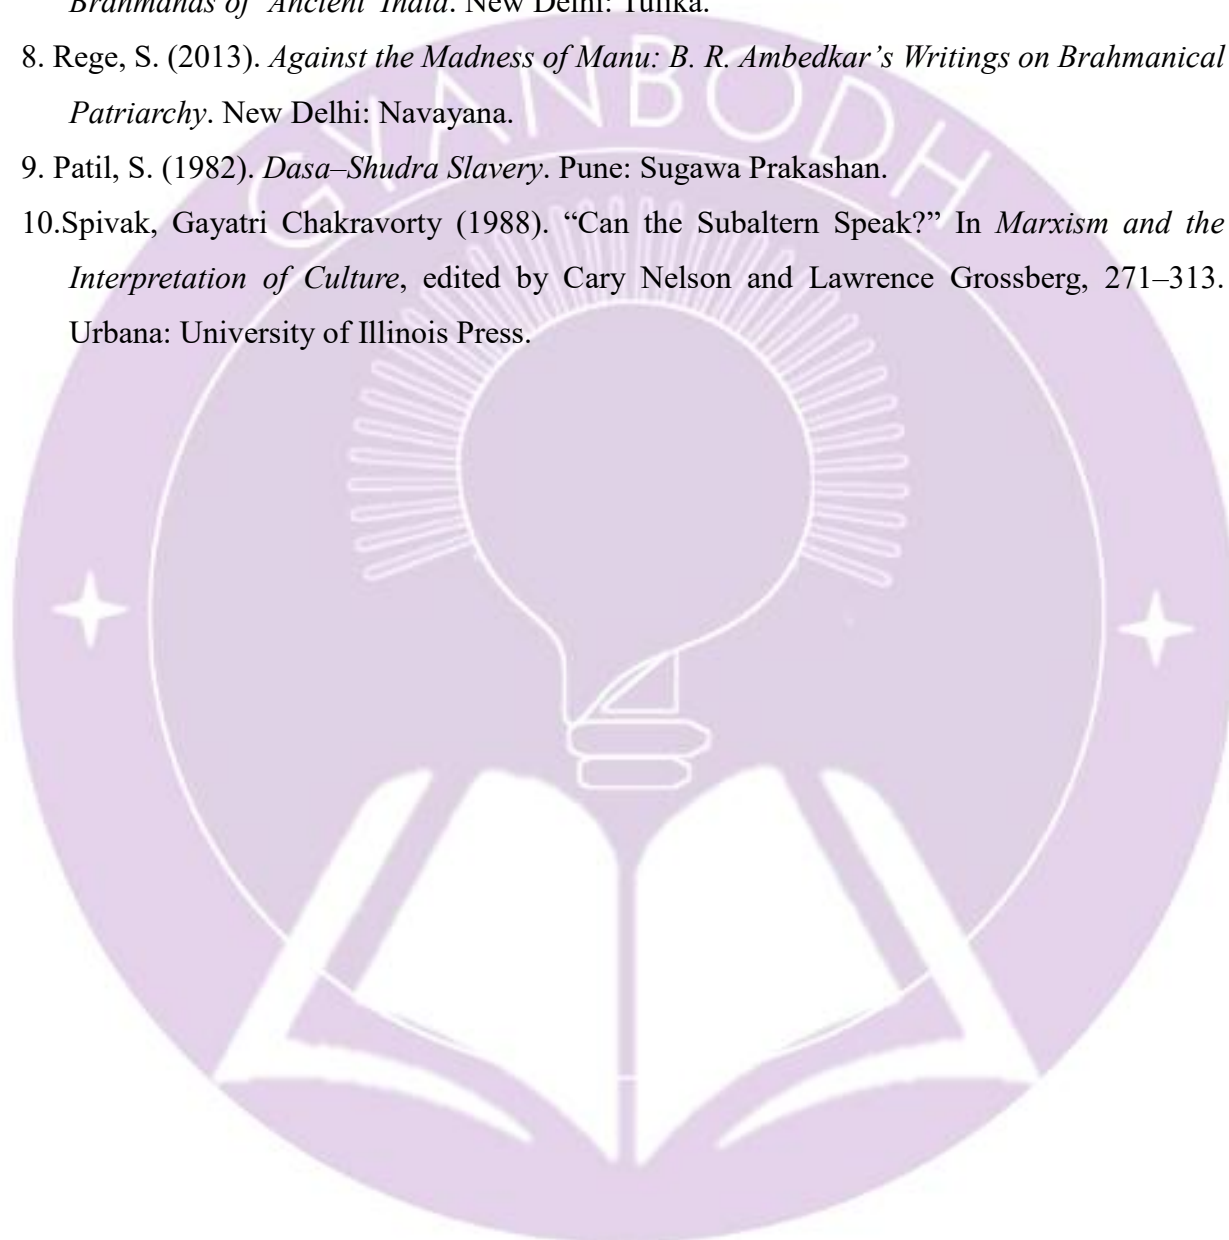 Brahmanas of Ancient India. New Delhi: Tulika.
8. Rege, S. (2013). Against the Madness of Manu: B. R. Ambedkar’s Writings on Brahmanical
Patriarchy. New Delhi: Navayana.
9. Patil, S. (1982). Dasa–Shudra Slavery. Pune: Sugawa Prakashan.
10.Spivak, Gayatri Chakravorty (1988). “Can the Subaltern Speak?” In Marxism and the
Interpretation of Culture, edited by Cary Nelson and Lawrence Grossberg, 271–313.
Urbana: University of Illinois Press.
GYANBODH